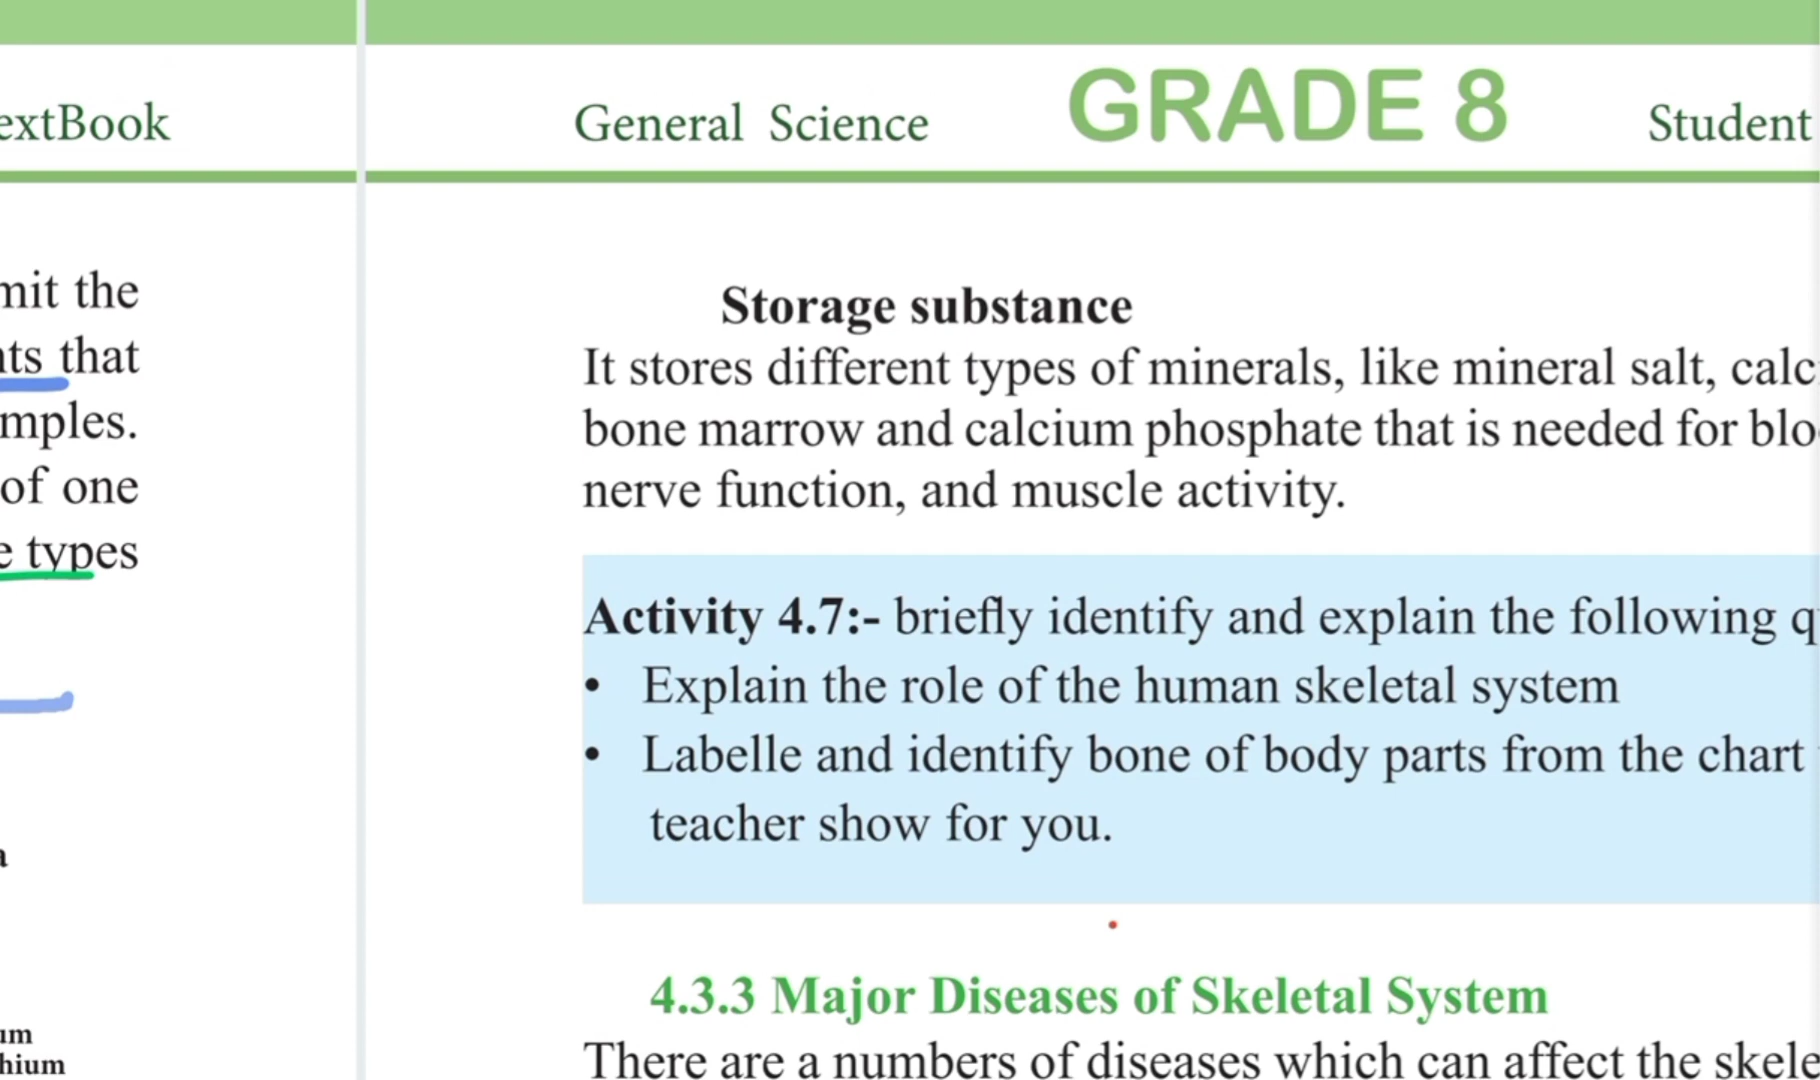 extBook
mit the
nts that
mples.
of one
e types
um
hium
General Science GRADE 8 Student
Storage substance
It stores different types of minerals, like mineral salt, calc
bone marrow and calcium phosphate that is needed for blo
nerve function, and muscle activity.
Activity 4.7:- briefly identify and explain the following q
• Explain the role of the human skeletal system
• Labelle and identify bone of body parts from the chart
teacher show for you.
4.3.3 Major Diseases of Skeletal System
There are a numbers of diseases which can affect the skele